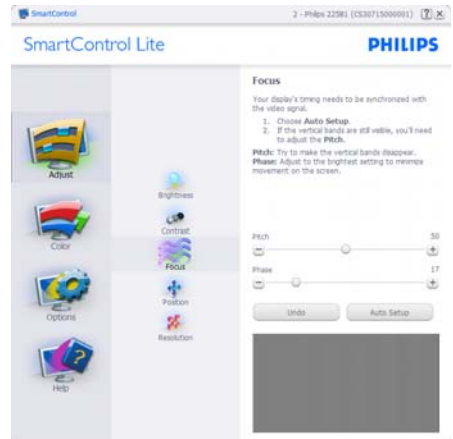 SmartControl
2 - Philips 225B1 (CS30715000001)
SmartControl Lite
PHILIPS
Adjust
Color
Options
Help
Brightness
Contrast
Focus
Position
Resolution
Focus
Your display's timing needs to be synchronized with
the video signal.
1. Choose Auto Setup.
2. If the vertical bands are still visible, you'll need
to adjust the Pitch.
Pitch: Try to make the vertical bands disappear.
Phase: Adjust to the brightest setting to minimize
movement on the screen.
Pitch 50
Phase 17
Undo
Auto Setup